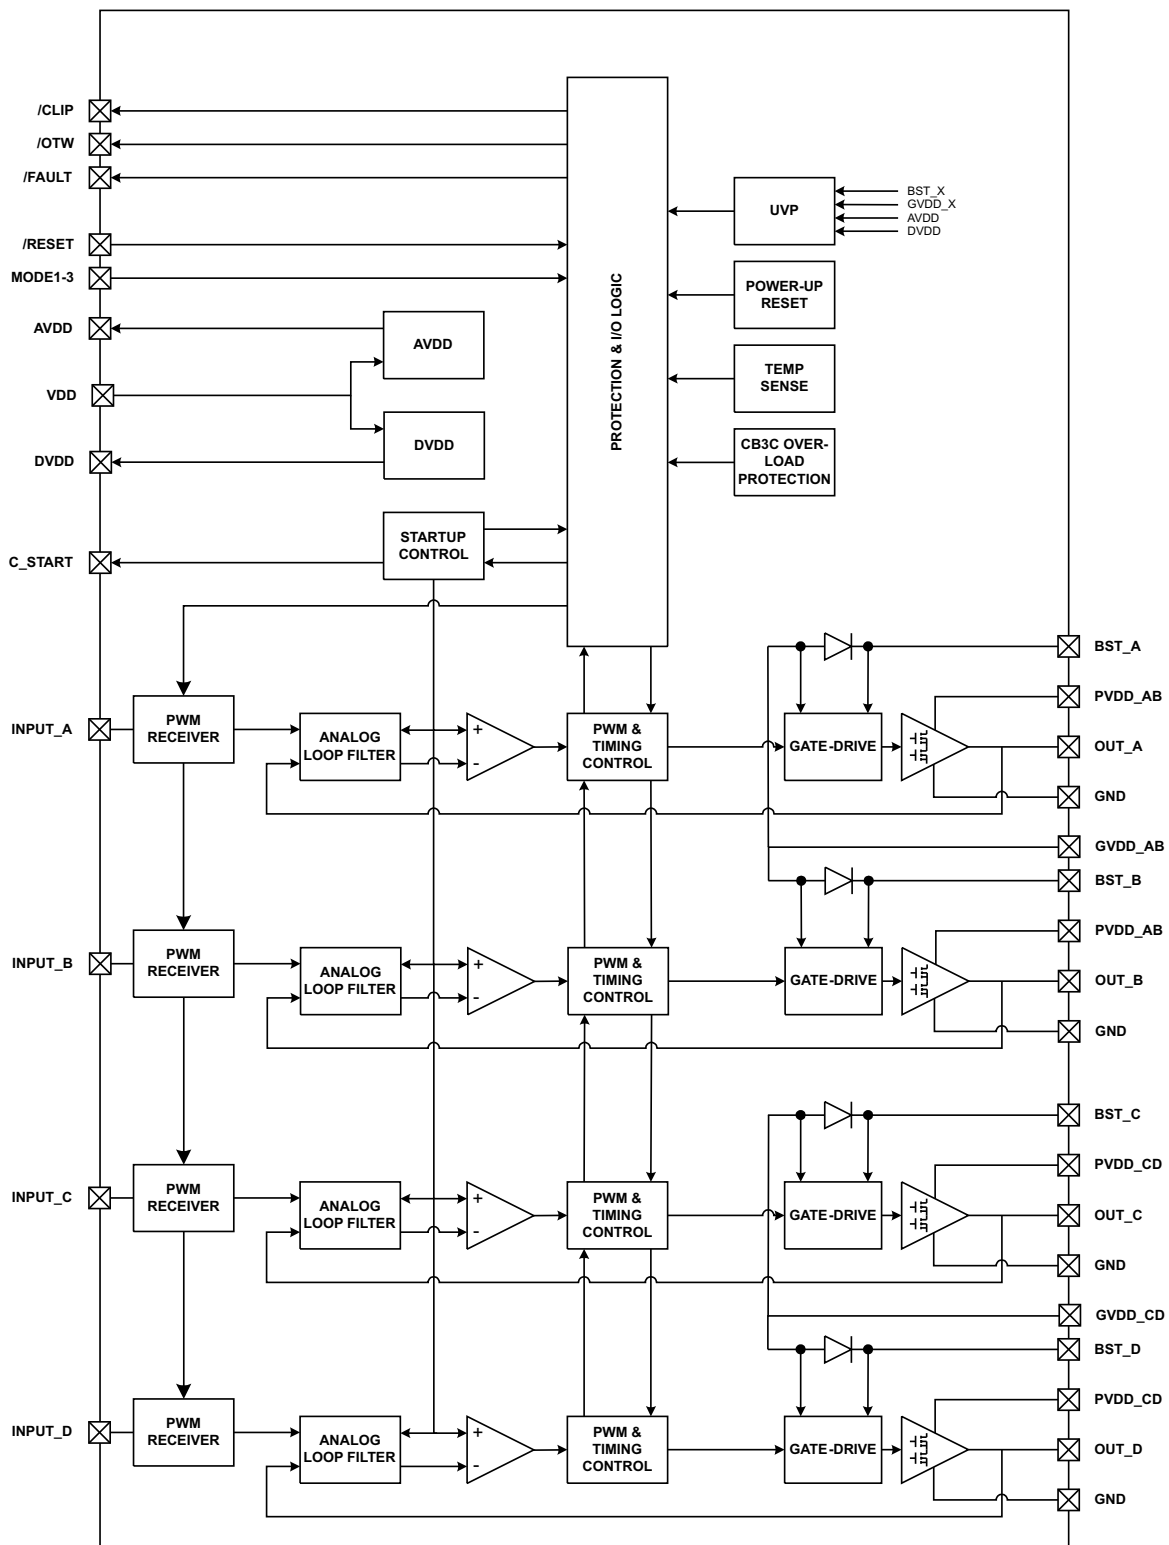 /CLIP
/OTW
/FAULT
/RESET
MODE1-3
AVDD
VDD
DVDD
C_START
AVDD
DVDD
STARTUP
CONTROL
PROTECTION & I/O LOGIC
UVP
BST_X
GVDD_X
AVDD
DVDD
POWER-UP
RESET
TEMP
SENSE
CB3C OVER-
LOAD
PROTECTION
INPUT_A
PWM
RECEIVER
ANALOG
LOOP FILTER
+
-
PWM &
TIMING
CONTROL
GATE-DRIVE
BST_A
PVDD_AB
OUT_A
GND
GVDD_AB
BST_B
INPUT_B
PWM
RECEIVER
ANALOG
LOOP FILTER
+
-
PWM &
TIMING
CONTROL
GATE-DRIVE
PVDD_AB
OUT_B
GND
BST_C
INPUT_C
PWM
RECEIVER
ANALOG
LOOP FILTER
+
-
PWM &
TIMING
CONTROL
GATE-DRIVE
PVDD_CD
OUT_C
GND
GVDD_CD
BST_D
INPUT_D
PWM
RECEIVER
ANALOG
LOOP FILTER
+
-
PWM &
TIMING
CONTROL
GATE-DRIVE
PVDD_CD
OUT_D
GND